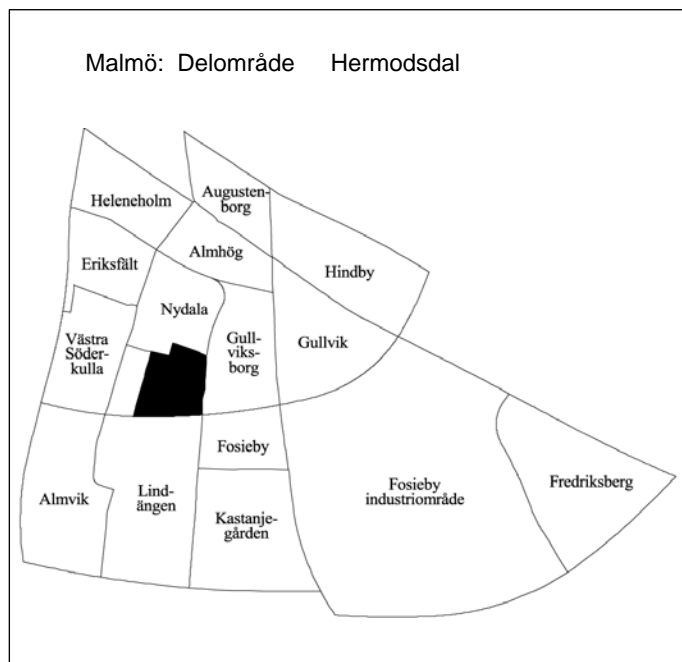 Malmö: Delområde Hermodsdal
Heleneholm
Augusten-
borg
Eriksfält
Almhög
Hindby
Nydala
Västra
Söder-
kulla
Gull-
viks-
borg
Gullvik
Fosieby
Almvik
Lind-
ängen
Kastanje-
gården
Fosieby
industriområde
Fredriksberg